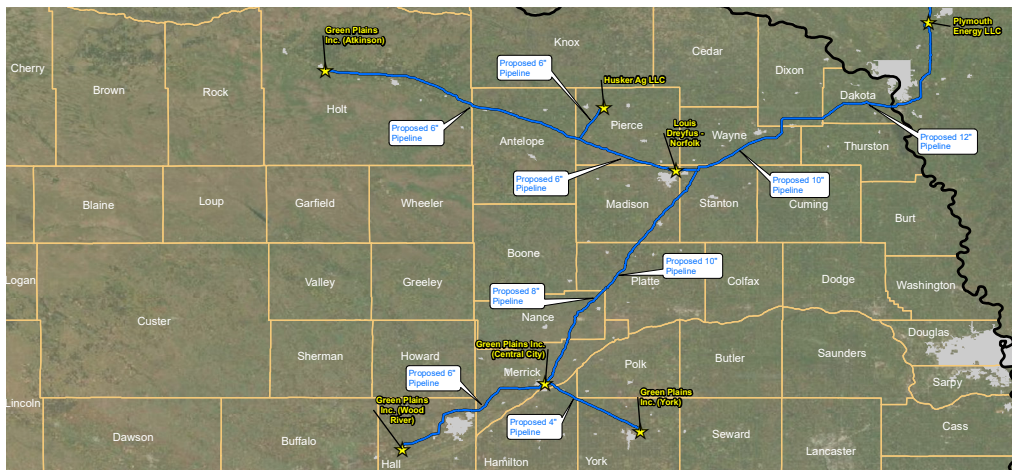 Plymouth
Energy LLC
Green Plains
Inc. (Atkinson)
Knox
Cedar
Proposed 6"
Pipeline
Cherry
Dixon
Brown
Rock
Husker Ag LLC
Dakota
Holt
Louis
Dreyfus -
Norfolk
Pierce
Proposed 6"
Pipeline
Antelope
Wayne
Proposed 12"
Pipeline
Thurston
Proposed 6"
Pipeline
Proposed 10"
Pipeline
Blaine
Loup
Garfield
Wheeler
Madison
Stanton
Cuming
Burt
Boone
Proposed 10"
Pipeline
Logan
Valley
Greeley
Platte
Colfax
Dodge
Washington
Proposed 8"
Pipeline
Nance
Custer
Douglas
Green Plains Inc.
(Central City)
Sherman
Howard
Merrick
Polk
Butler
Saunders
Proposed 6"
Pipeline
Sarpy
Lincoln
Green Plains
Inc. (Wood
River)
Green Plains
Inc. (York)
Proposed 4"
Pipeline
Cass
Dawson
Buffalo
Seward
Lancaster
Hall
Hamilton
York